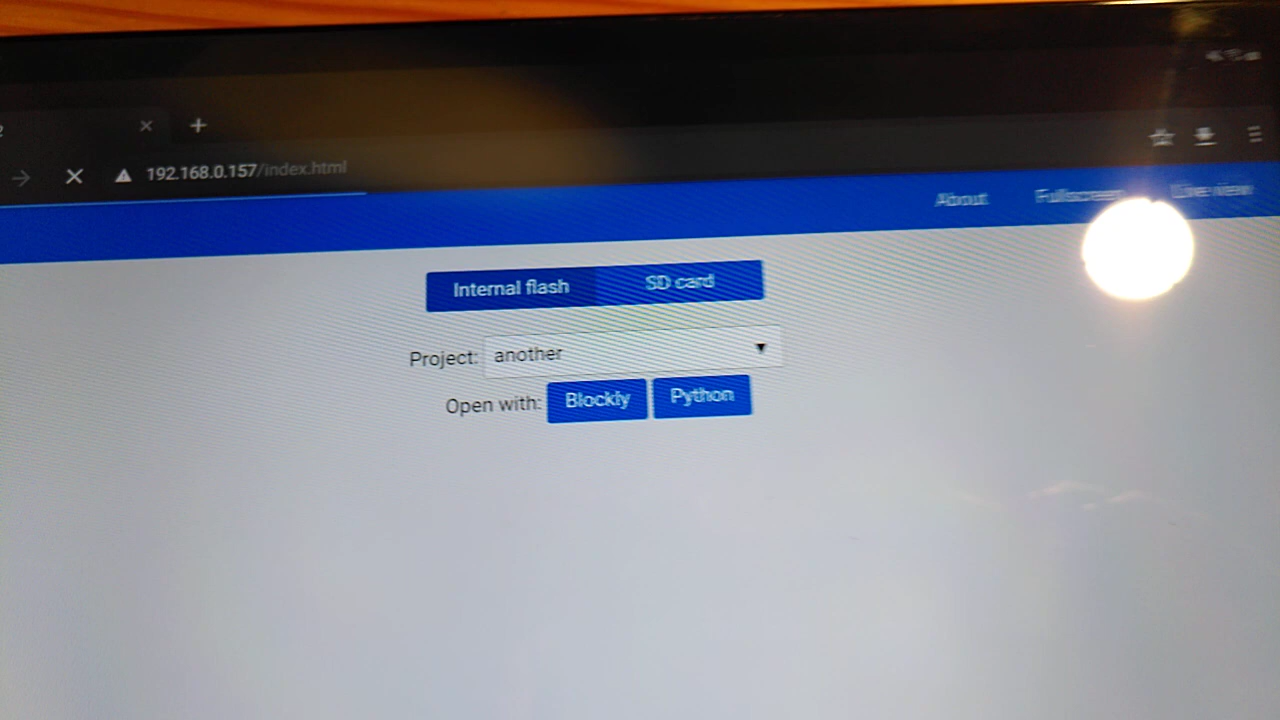 192.168.0.157/index.html
About Fullscreen Live view
Internal flash SD card
Project: another
Open with: Blockly Python